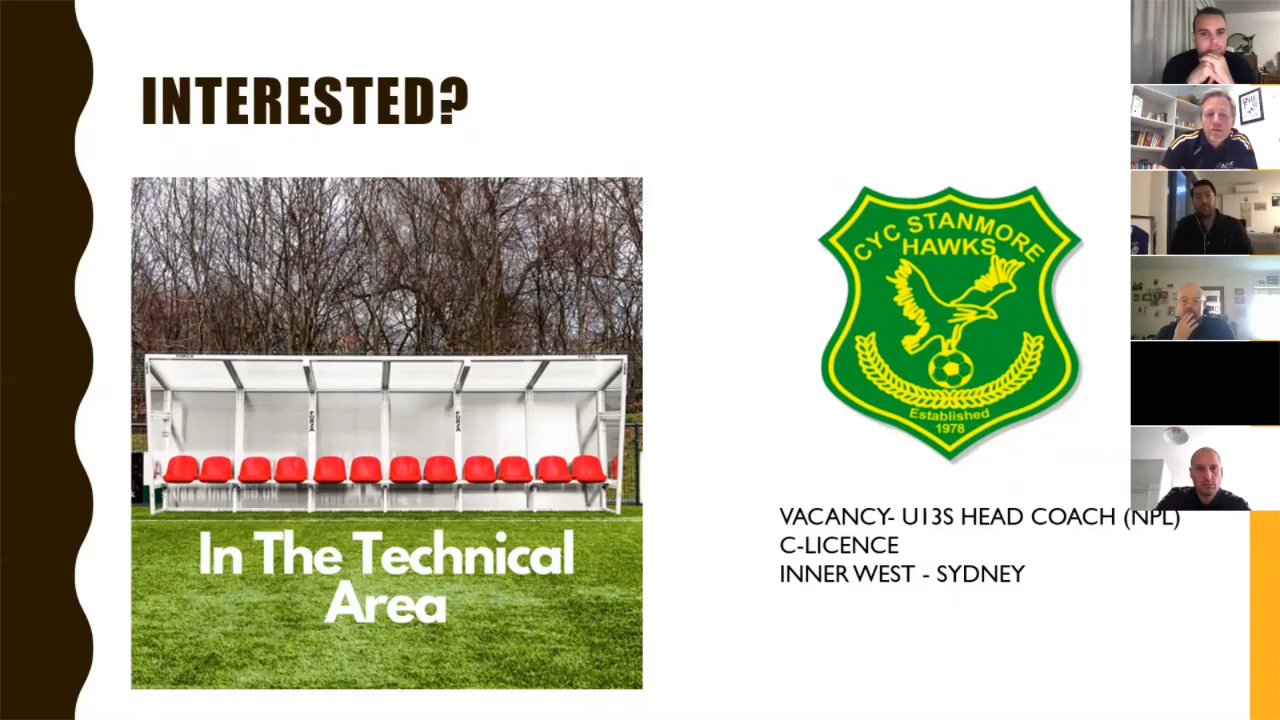 INTERESTED?
In The Technical
Area
CYC STANMORE
HAWKS
Established
1978
VACANCY- U13S HEAD COACH (NPL)
C-LICENCE
INNER WEST - SYDNEY